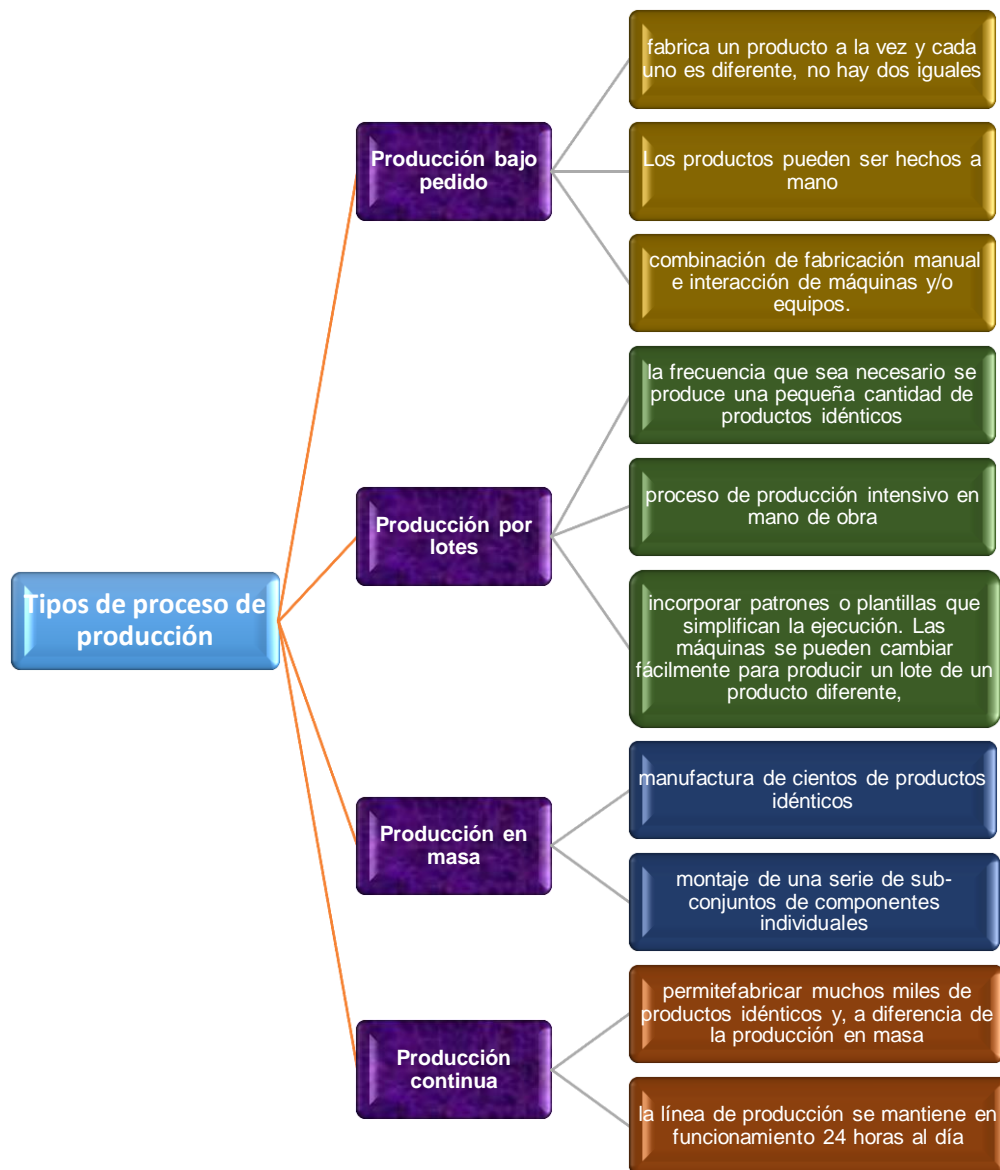 Tipos de proceso de
producción
Producción bajo
pedido
fabrica un producto a la vez y cada
uno es diferente, no hay dos iguales
Los productos pueden ser hechos a
mano
combinación de fabricación manual
e interacción de máquinas y/o
equipos.
Producción por
lotes
la frecuencia que sea necesario se
produce una pequeña cantidad de
productos idénticos
proceso de producción intensivo en
mano de obra
incorporar patrones o plantillas que
simplifican la ejecución. Las
máquinas se pueden cambiar
fácilmente para producir un lote de un
producto diferente,
Producción en
masa
manufactura de cientos de productos
idénticos
montaje de una serie de sub-
conjuntos de componentes
individuales
Producción
continua
permitefabricar muchos miles de
productos idénticos y, a diferencia de
la producción en masa
la línea de producción se mantiene en
funcionamiento 24 horas al día